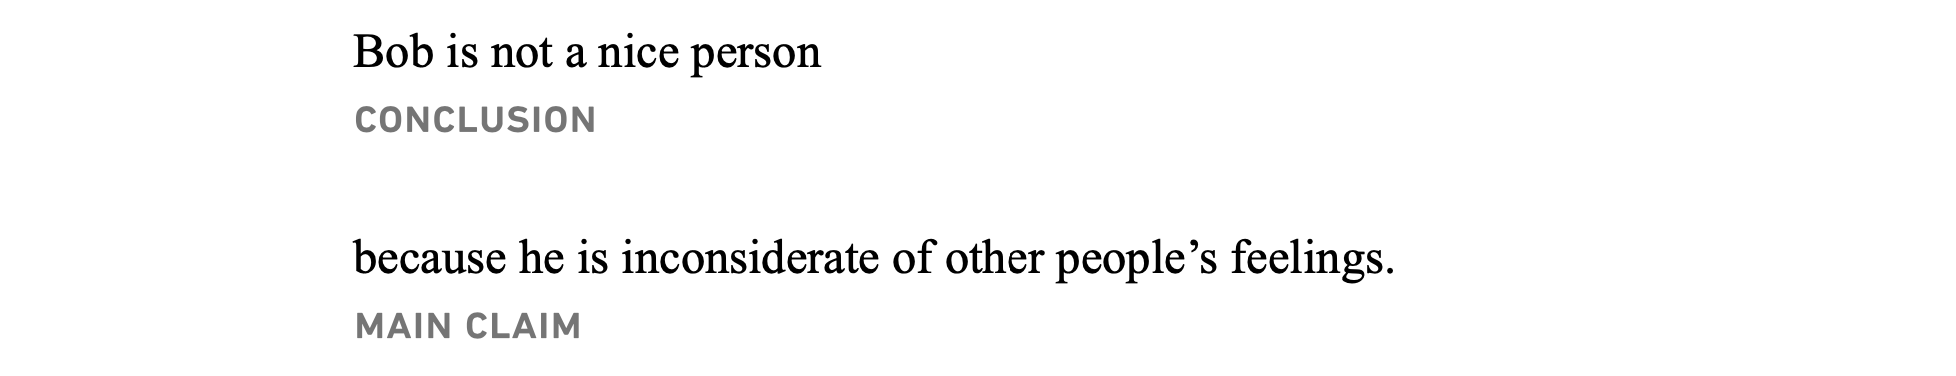 Bob is not a nice person
CONCLUSION
because he is inconsiderate of other people’s feelings.
MAIN CLAIM